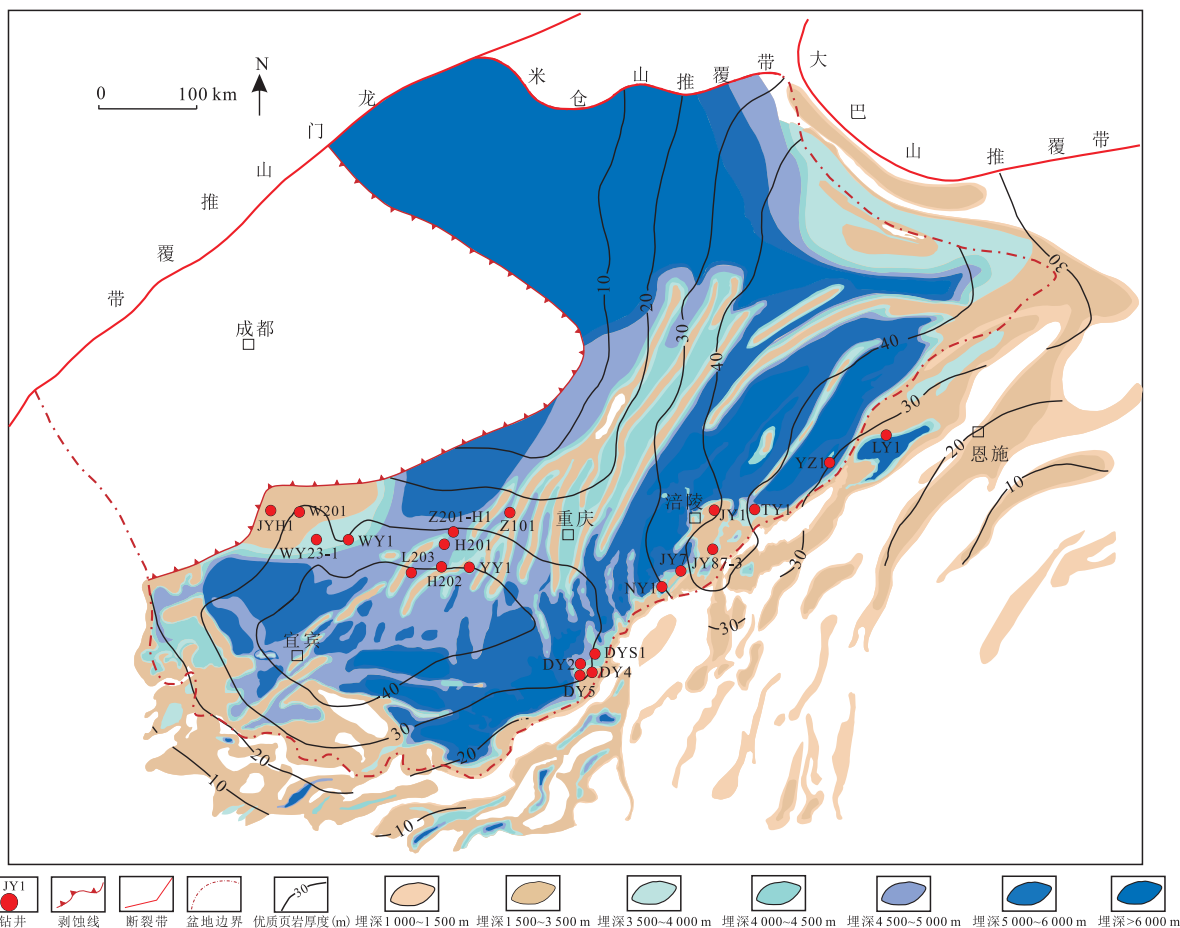 米仓山推覆带
大巴山推覆带
龙门山推覆带
N
0 100 km
成都
10
20
30
40
40
30
30
20
10
LY1
恩施
YZ1
涪陵
JY1
TY1
JYH1
W201
Z201-H1
Z101
重庆
WY23-1
WY1
H201
L203
H202
YY1
JY7
JY87-3
NY1
30
30
宜宾
DYS1
DY2
DY4
DY5
40
30
20
20
10
10
JY1
30
钻井
剥蚀线
断裂带
盆地边界
优质页岩厚度(m)
埋深1 000~1 500 m
埋深1 500~3 500 m
埋深3 500~4 000 m
埋深4 000~4 500 m
埋深4 500~5 000 m
埋深5 000~6 000 m
埋深>6 000 m